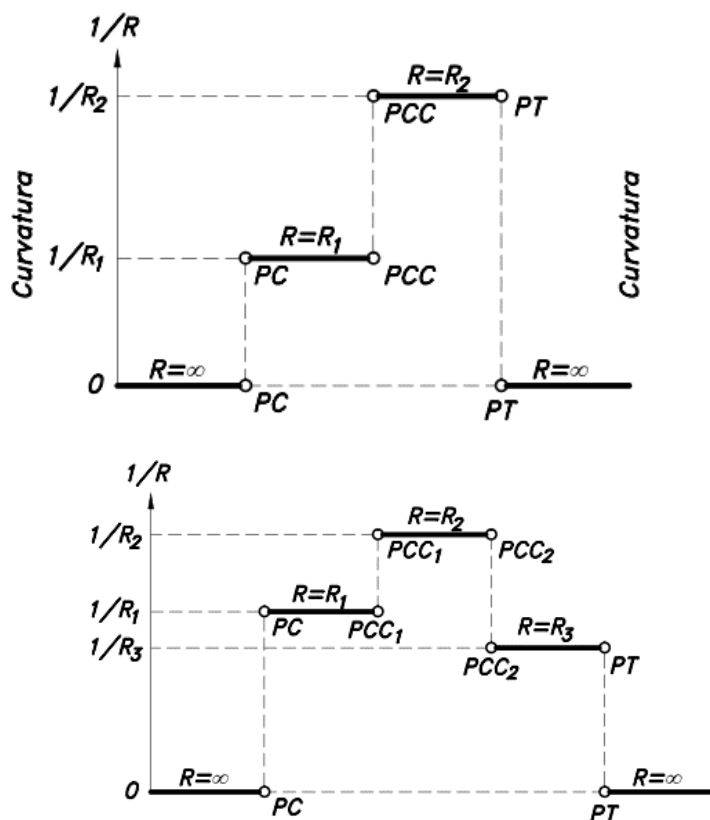 1/R
R=R₂
1/R₂
PCC
PT
Curvatura
Curvatura
R=R₁
1/R₁
PC
PCC
R=∞
R=∞
0
PC
PT
1/R
R=R₂
1/R₂
PCC₁
PCC₂
R=R₁
1/R₁
PC
PCC₁
R=R₃
1/R₃
PCC₂
PT
R=∞
R=∞
0
PC
PT